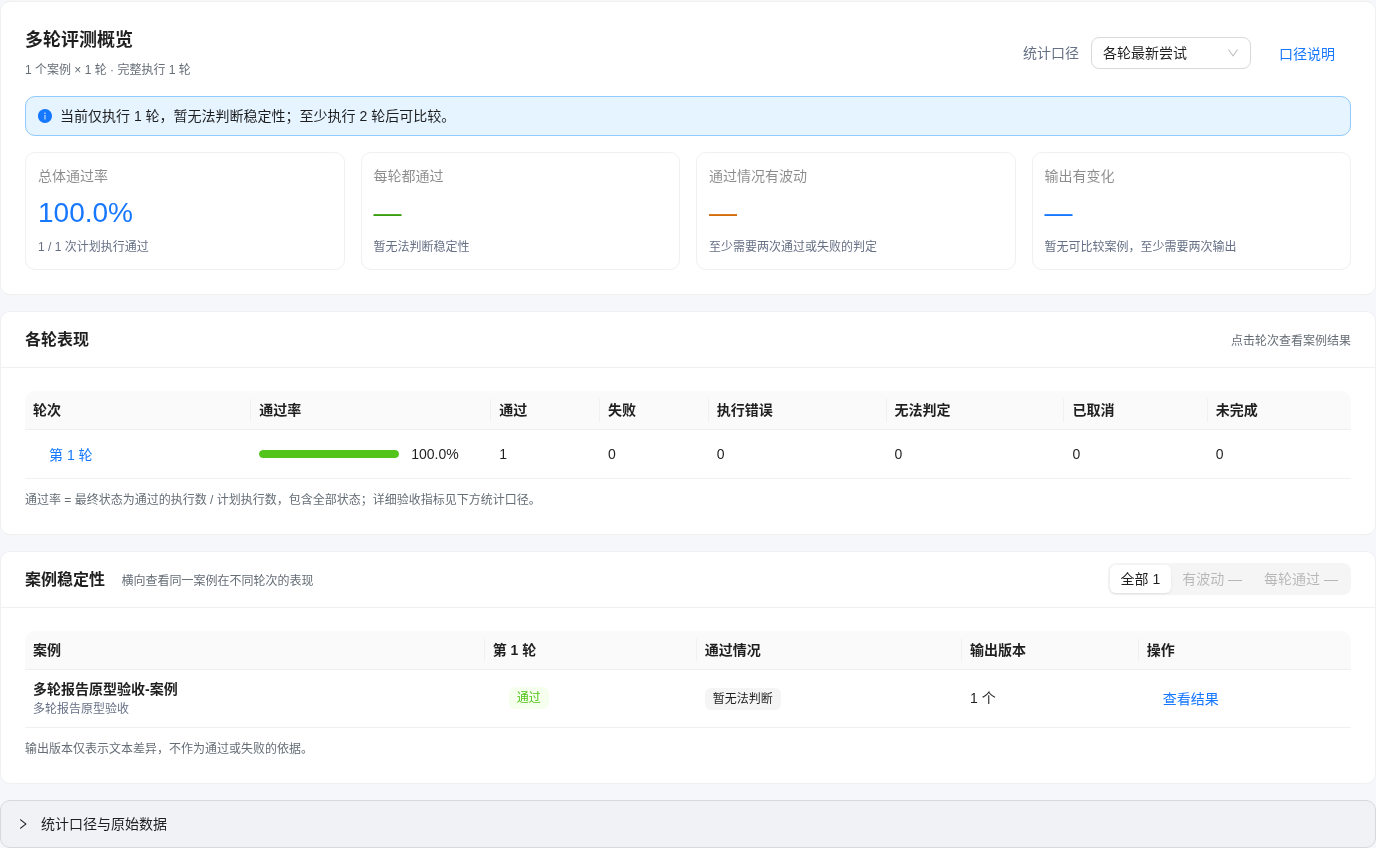 多轮评测概览
1 个案例 × 1 轮 · 完整执行 1 轮
统计口径 各轮最新尝试 口径说明
当前仅执行 1 轮，暂无法判断稳定性；至少执行 2 轮后可比较。
总体通过率 每轮都通过 通过情况有波动 输出有变化
100.0% — — —
1 / 1 次计划执行通过 暂无法判断稳定性 至少需要两次通过或失败的判定 暂无可比较案例，至少需要两次输出
各轮表现 点击轮次查看案例结果
轮次 通过率 通过 失败 执行错误 无法判定 已取消 未完成
第 1 轮 100.0% 1 0 0 0 0 0
通过率 = 最终状态为通过的执行数 / 计划执行数，包含全部状态；详细验收指标见下方统计口径。
案例稳定性 横向查看同一案例在不同轮次的表现 全部 1 有波动 — 每轮通过 —
案例 第 1 轮 通过情况 输出版本 操作
多轮报告原型验收-案例
多轮报告原型验收 通过 暂无法判断 1 个 查看结果
输出版本仅表示文本差异，不作为通过或失败的依据。
统计口径与原始数据